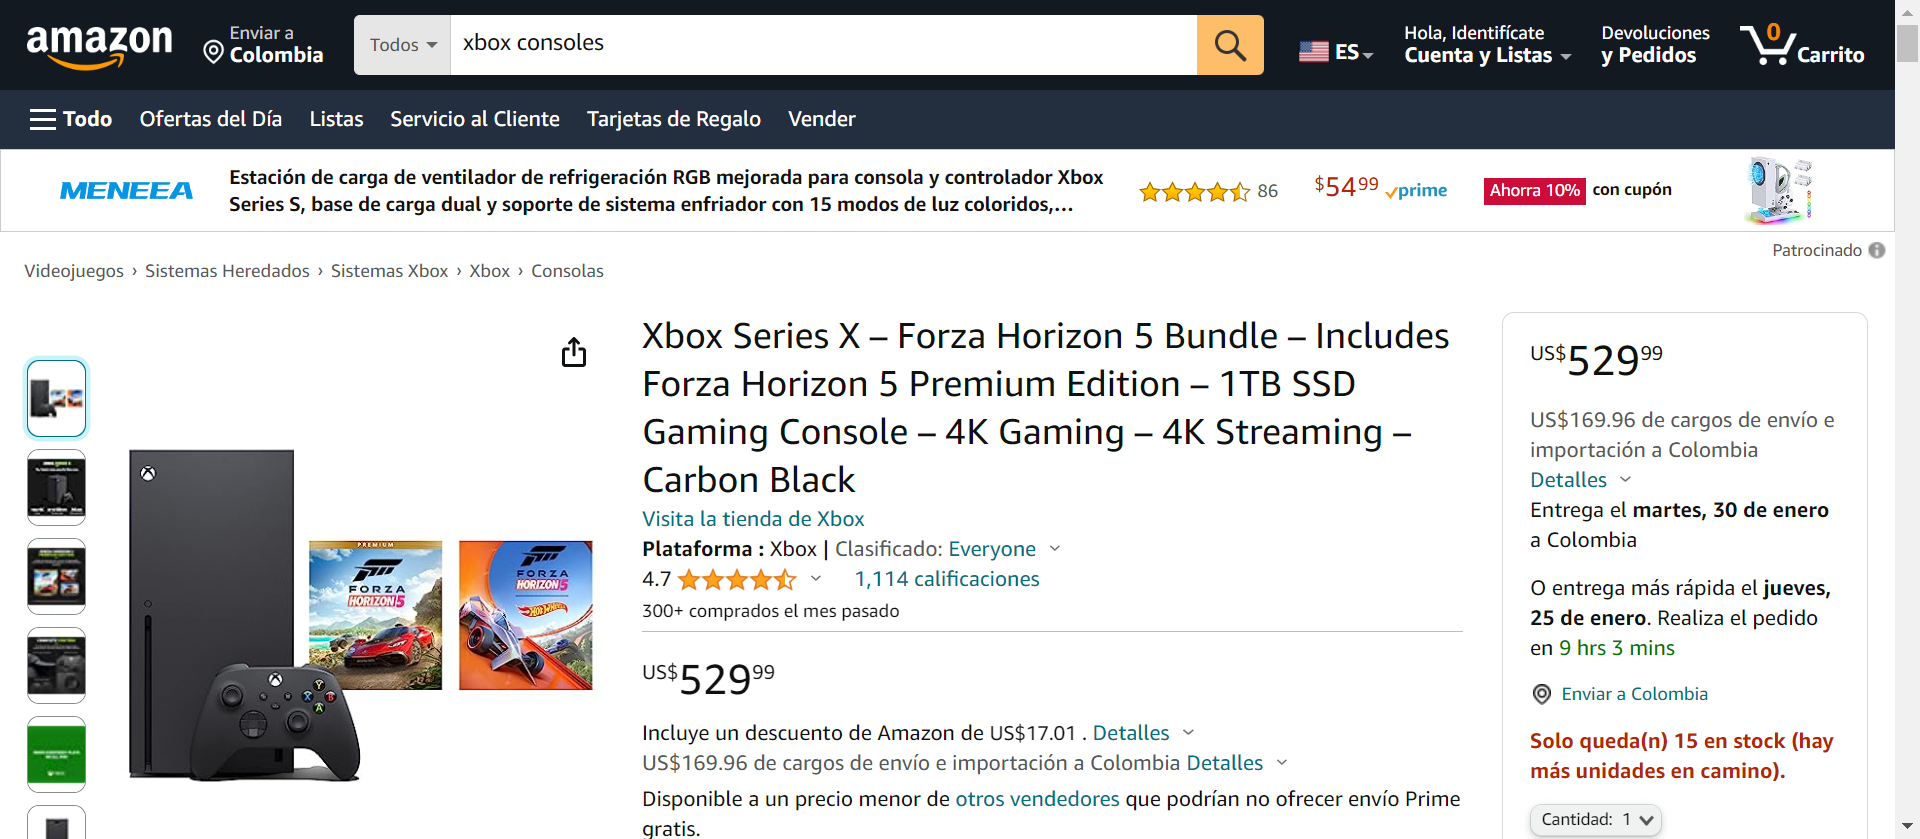 amazon
Enviar a
Colombia
Todos
xbox consoles
ES
Hola, Identifícate
Cuenta y Listas
Devoluciones
y Pedidos
0
Carrito
Todo
Ofertas del Día
Listas
Servicio al Cliente
Tarjetas de Regalo
Vender
MENEEA
Estación de carga de ventilador de refrigeración RGB mejorada para consola y controlador Xbox
Series S, base de carga dual y soporte de sistema enfriador con 15 modos de luz coloridos,...
86
$54.99 prime
Ahorra 10% con cupón
Patrocinado
Videojuegos › Sistemas Heredados › Sistemas Xbox › Xbox › Consolas
PREMIUM
FORZA
HORIZON 5
FORZA
HORIZON 5
Hot Wheels
Y
X
B
A
Xbox Series X – Forza Horizon 5 Bundle – Includes
Forza Horizon 5 Premium Edition – 1TB SSD
Gaming Console – 4K Gaming – 4K Streaming –
Carbon Black
Visita la tienda de Xbox
Plataforma : Xbox | Clasificado: Everyone
4.7
1,114 calificaciones
300+ comprados el mes pasado
US$529 99
Incluye un descuento de Amazon de US$17.01 . Detalles
US$169.96 de cargos de envío e importación a Colombia Detalles
Disponible a un precio menor de otros vendedores que podrían no ofrecer envío Prime
gratis.
US$529 99
US$169.96 de cargos de envío e
importación a Colombia
Detalles
Entrega el martes, 30 de enero
a Colombia
O entrega más rápida el jueves,
25 de enero. Realiza el pedido
en 9 hrs 3 mins
Enviar a Colombia
Solo queda(n) 15 en stock (hay
más unidades en camino).
Cantidad: 1